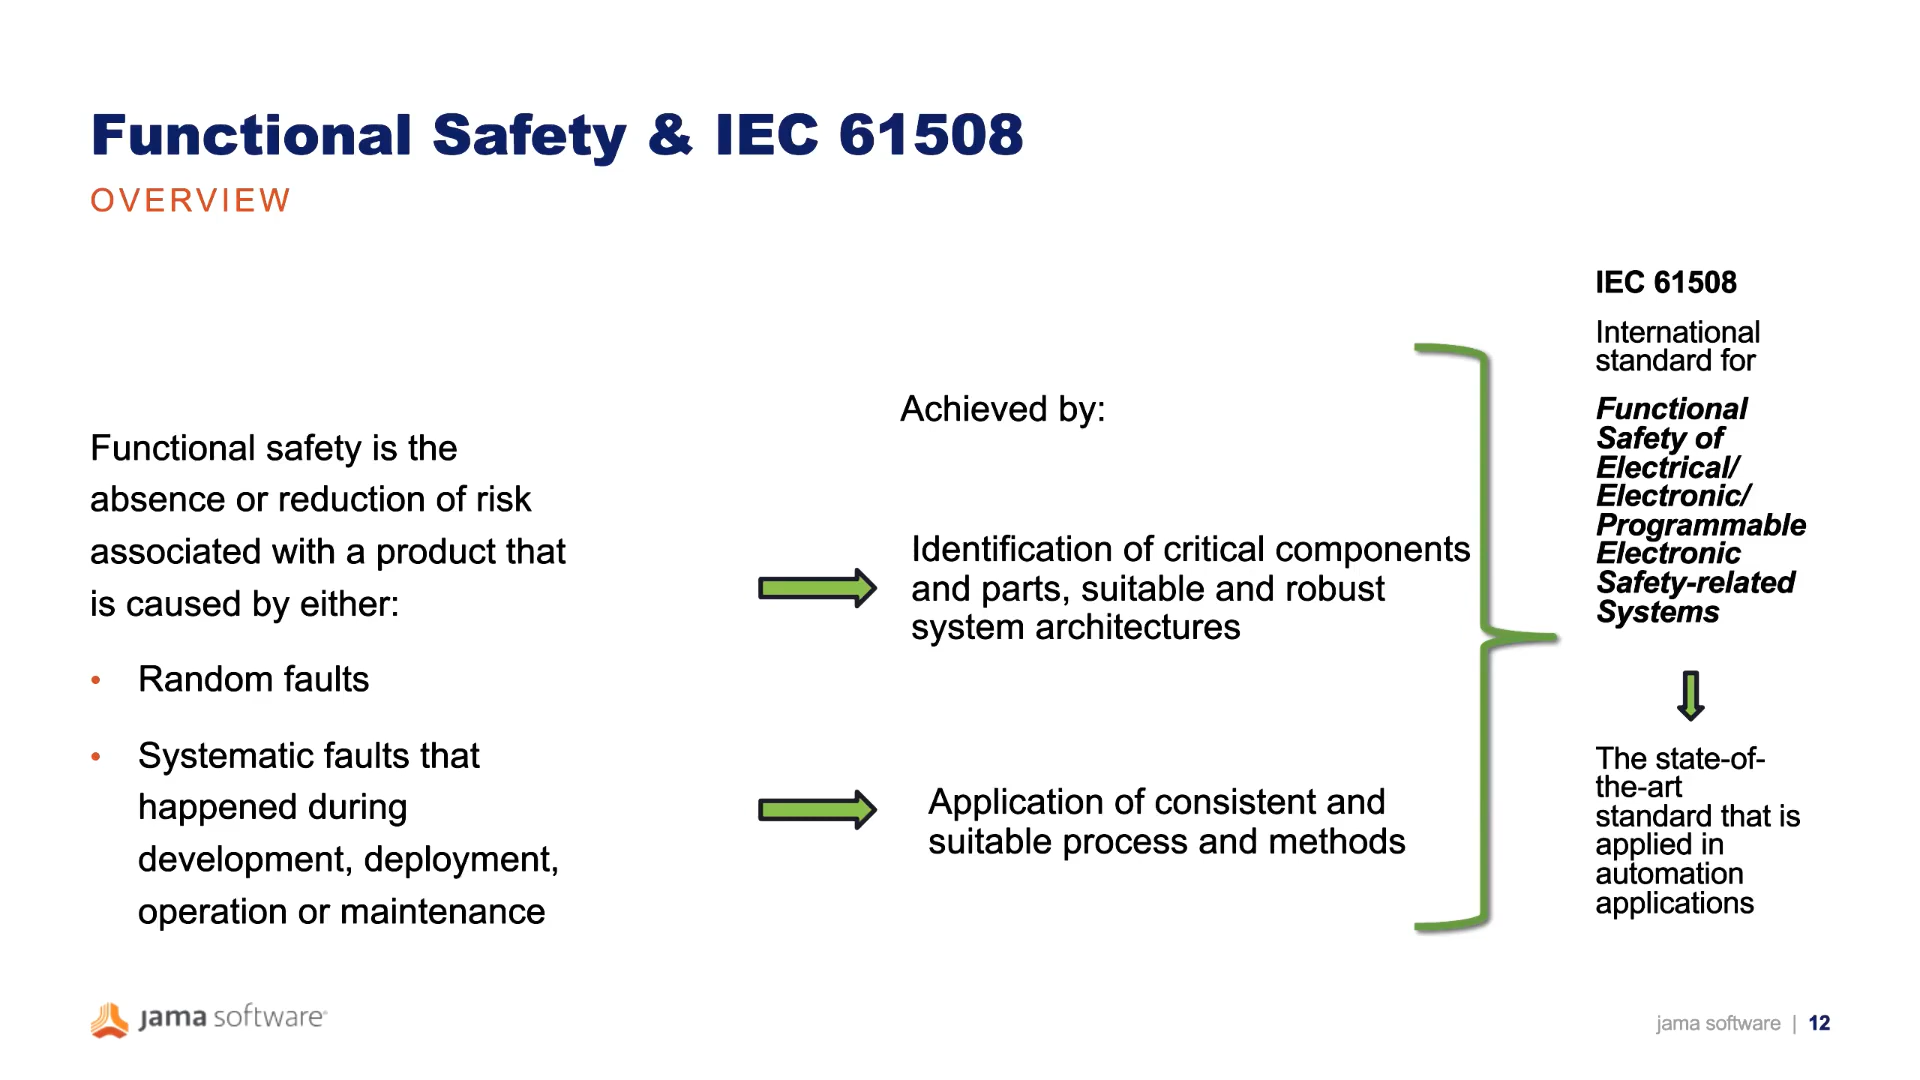 Functional Safety & IEC 61508
OVERVIEW
Functional safety is the
absence or reduction of risk
associated with a product that
is caused by either:
• Random faults
• Systematic faults that
happened during
development, deployment,
operation or maintenance
Achieved by:
Identification of critical components
and parts, suitable and robust
system architectures
Application of consistent and
suitable process and methods
IEC 61508
International
standard for
Functional
Safety of
Electrical/
Electronic/
Programmable
Electronic
Safety-related
Systems
The state-of-
the-art
standard that is
applied in
automation
applications
jama software
jama software | 12